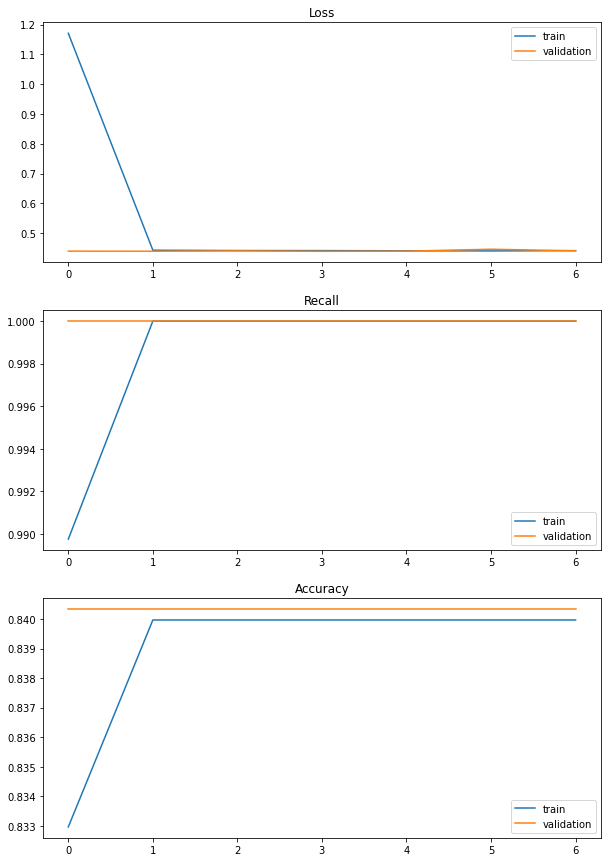 Loss
1.2
1.1
1.0
0.9
0.8
0.7
0.6
0.5
train
validation
0 1 2 3 4 5 6
Recall
1.000
0.998
0.996
0.994
0.992
0.990
train
validation
0 1 2 3 4 5 6
Accuracy
0.840
0.839
0.838
0.837
0.836
0.835
0.834
0.833
train
validation
0 1 2 3 4 5 6